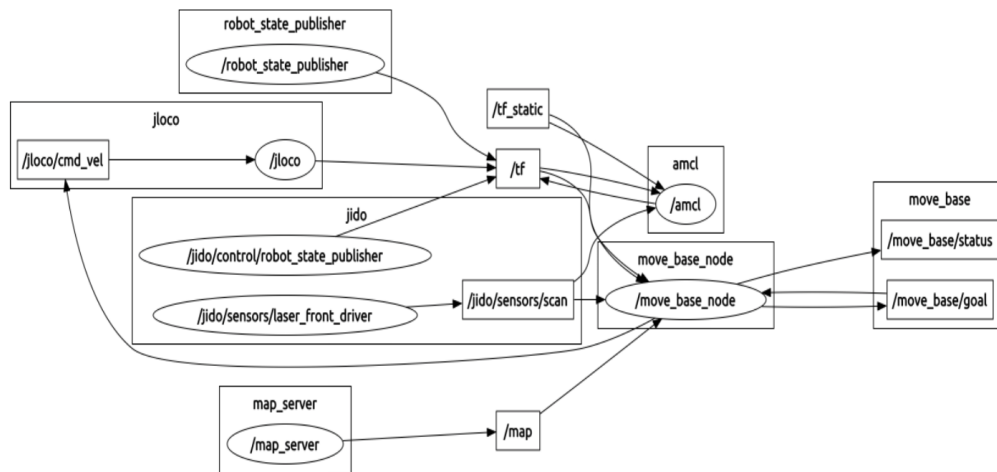 robot_state_publisher
/robot_state_publisher
jloco
/jloco/cmd_vel
/jloco
/tf_static
/tf
amcl
/amcl
jido
/jido/control/robot_state_publisher
/jido/sensors/laser_front_driver
/jido/sensors/scan
move_base_node
/move_base_node
move_base
/move_base/status
/move_base/goal
map_server
/map_server
/map